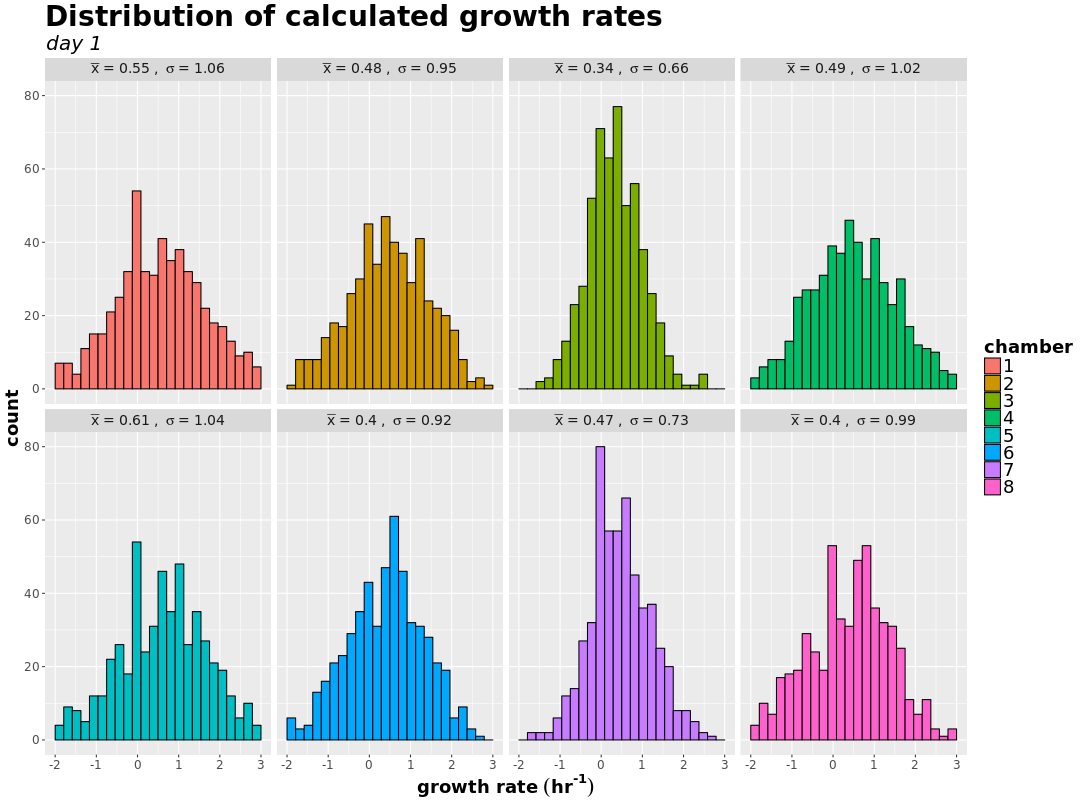 Distribution of calculated growth rates
day 1
x̅ = 0.55 , σ = 1.06
x̅ = 0.48 , σ = 0.95
x̅ = 0.34 , σ = 0.66
x̅ = 0.49 , σ = 1.02
80
60
40
20
0
x̅ = 0.61 , σ = 1.04
x̅ = 0.4 , σ = 0.92
x̅ = 0.47 , σ = 0.73
x̅ = 0.4 , σ = 0.99
80
60
40
20
0
-2 -1 0 1 2 3
-2 -1 0 1 2 3
-2 -1 0 1 2 3
-2 -1 0 1 2 3
count
growth rate (hr⁻¹)
chamber
1
2
3
4
5
6
7
8